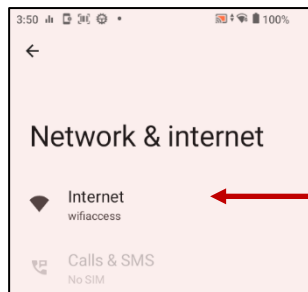 3:50 100%
Network & internet
Internet
wifiaccess
Calls & SMS
No SIM